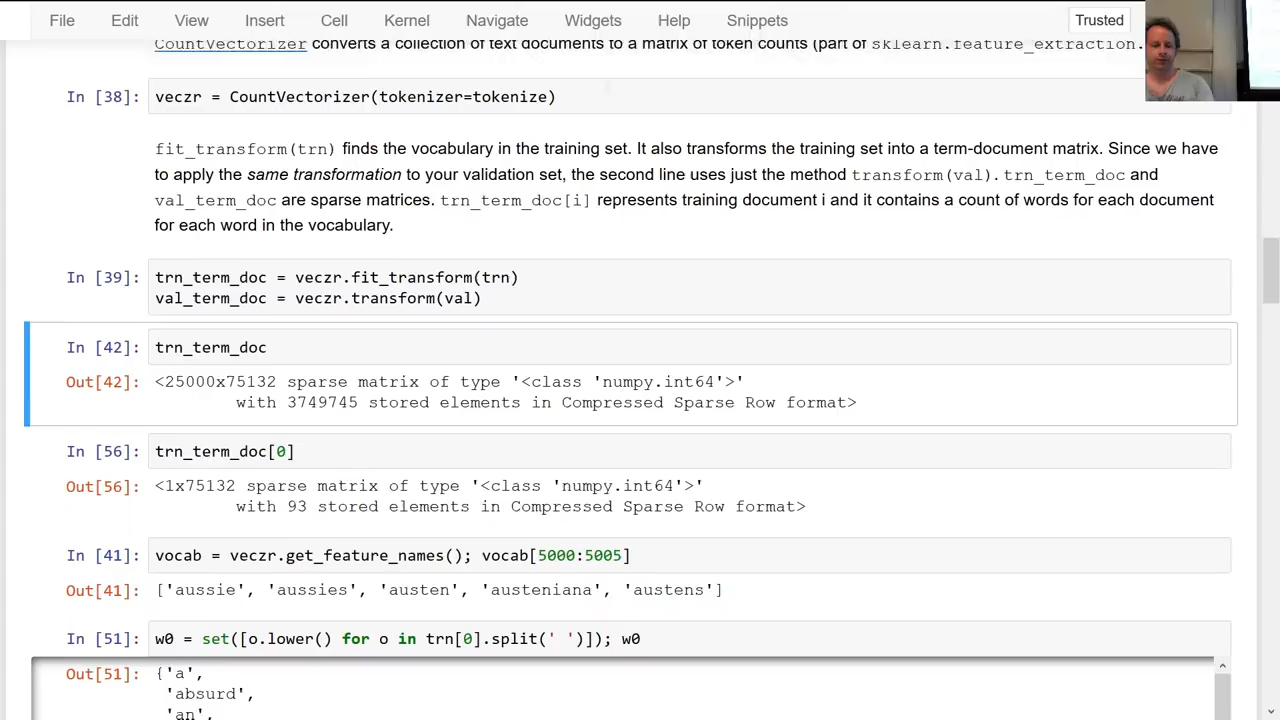 File Edit View Insert Cell Kernel Navigate Widgets Help Snippets Trusted
CountVectorizer converts a collection of text documents to a matrix of token counts (part of sklearn.feature_extraction.
In [38]: veczr = CountVectorizer(tokenizer=tokenize)
fit_transform(trn) finds the vocabulary in the training set. It also transforms the training set into a term-document matrix. Since we have
to apply the same transformation to your validation set, the second line uses just the method transform(val). trn_term_doc and
val_term_doc are sparse matrices. trn_term_doc[i] represents training document i and it contains a count of words for each document
for each word in the vocabulary.
In [39]: trn_term_doc = veczr.fit_transform(trn)
val_term_doc = veczr.transform(val)
In [42]: trn_term_doc
Out[42]: <25000x75132 sparse matrix of type '<class 'numpy.int64'>'
with 3749745 stored elements in Compressed Sparse Row format>
In [56]: trn_term_doc[0]
Out[56]: <1x75132 sparse matrix of type '<class 'numpy.int64'>'
with 93 stored elements in Compressed Sparse Row format>
In [41]: vocab = veczr.get_feature_names(); vocab[5000:5005]
Out[41]: ['aussie', 'aussies', 'austen', 'austeniana', 'austens']
In [51]: w0 = set([o.lower() for o in trn[0].split(' ')]); w0
Out[51]: {'a',
'absurd',
'an',